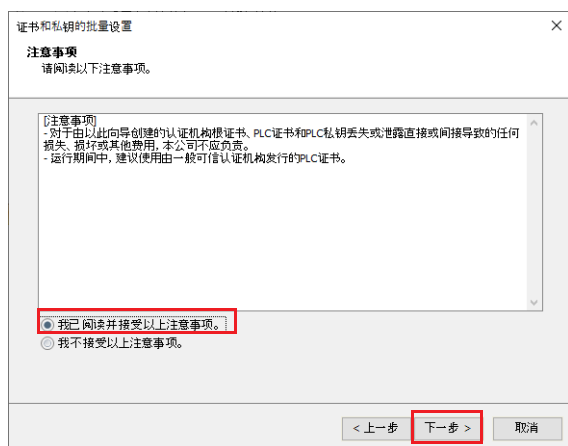 证书和私钥的批量设置
注意事项
请阅读以下注意事项。
[注意事项]
- 对于由以此向导创建的认证机构根证书、PLC证书和PLC私钥丢失或泄露直接或间接导致的任何
损失、损坏或其他费用, 本公司不应负责。
- 运行期间中, 建议使用由一般可信认证机构发行的PLC证书。
我已阅读并接受以上注意事项。
我不接受以上注意事项。
< 上一步
下一步 >
取消